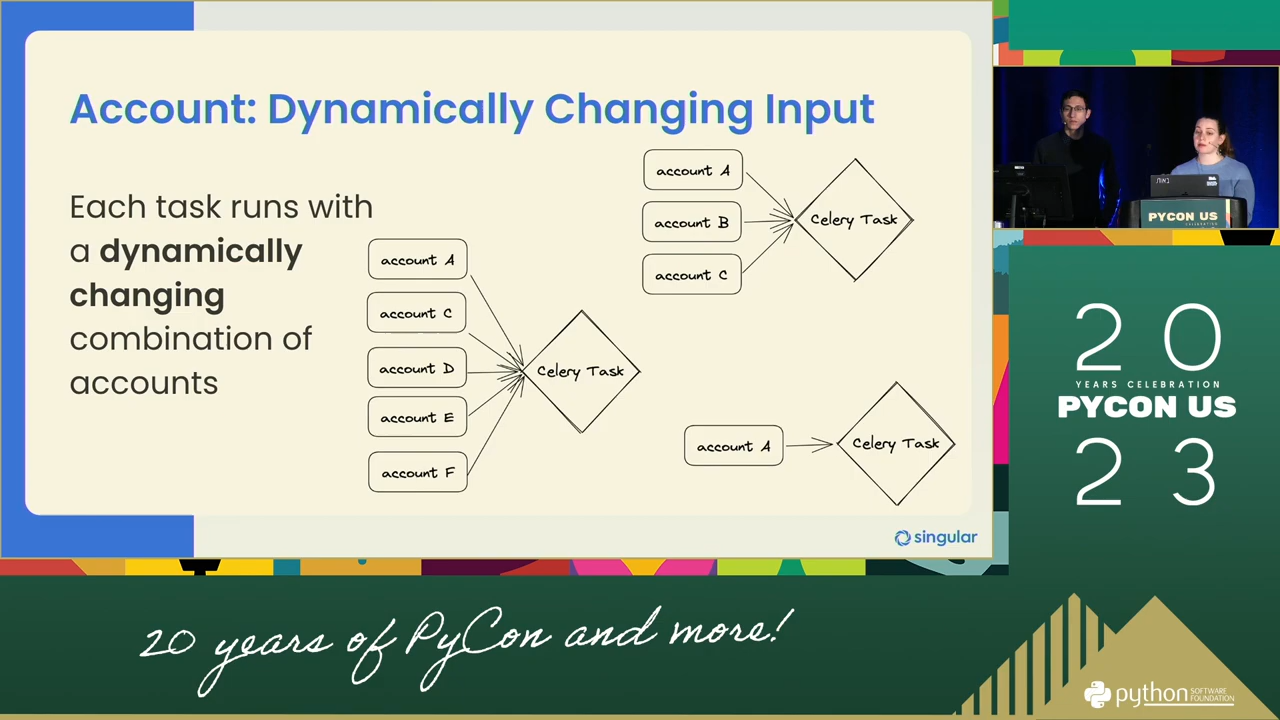 Account: Dynamically Changing Input
Each task runs with
a dynamically
changing
combination of
accounts
account A
account C
account D
account E
account F
Celery Task
account A
account B
account C
Celery Task
account A
Celery Task
singular
PYCON US
CELEBRATION
20
YEARS CELEBRATION
PYCON US
23
20 years of PyCon and more!
python
SOFTWARE
FOUNDATION